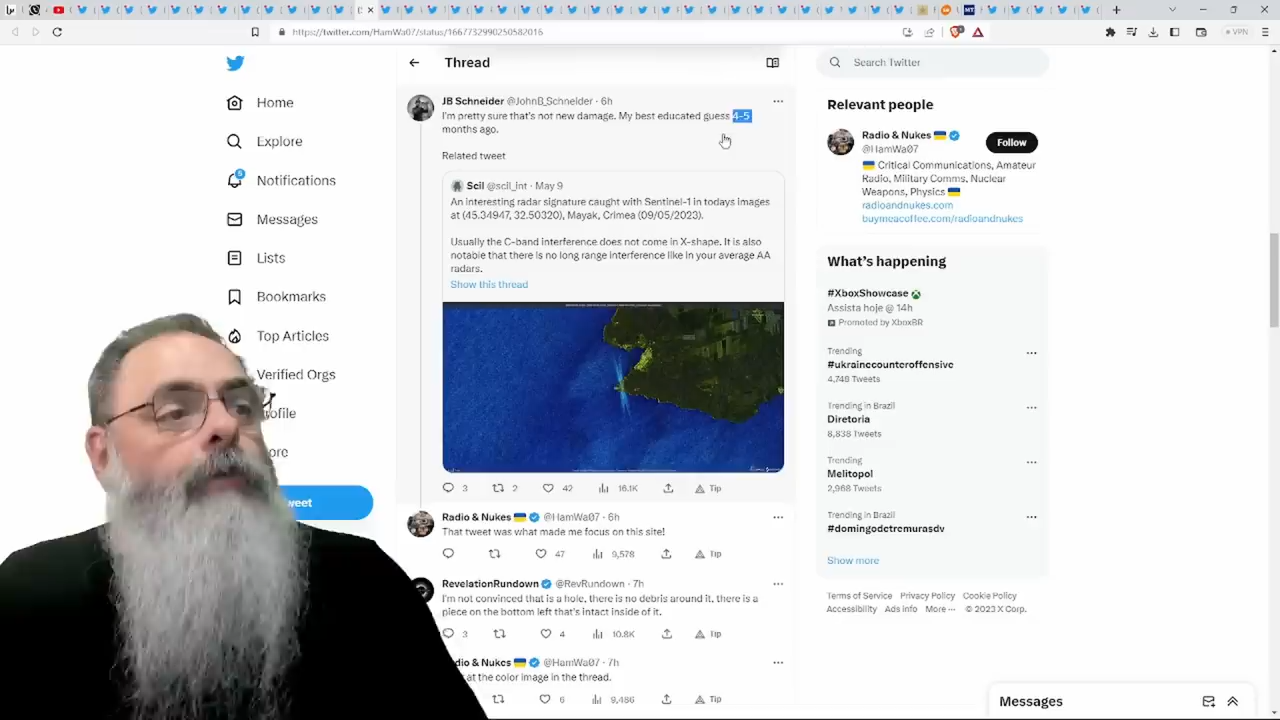 https://twitter.com/HamWa07/status/1667732990250582016
VPN
Home
Explore
5
Notifications
Messages
Lists
Bookmarks
Top Articles
Verified Orgs
rofile
ore
weet
Thread
JB Schneider @JohnB_Schneider · 6h
I'm pretty sure that's not new damage. My best educated guess 4-5
months ago.
Related tweet
Scil @scil_int · May 9
An interesting radar signature caught with Sentinel-1 in todays images
at (45.34947, 32.50320), Mayak, Crimea (09/05/2023).
Usually the C-band interference does not come in X-shape. It is also
notable that there is no long range interference like in your average AA
radars.
Show this thread
3 2 42 16.1K Tip
Radio & Nukes @HamWa07 · 6h
That tweet was what made me focus on this site!
47 9,578 Tip
RevelationRundown @RevRundown · 7h
I'm not convinced that is a hole, there is no debris around it, there is a
piece on the bottom left that's intact inside of it.
3 4 10.8K Tip
dio & Nukes @HamWa07 · 7h
at the color image in the thread.
6 9,486 Tip
Search Twitter
Relevant people
Radio & Nukes
@HamWa07
Follow
Critical Communications, Amateur
Radio, Military Comms, Nuclear
Weapons, Physics
radioandnukes.com
buymeacoffee.com/radioandnukes
What's happening
#XboxShowcase
Assista hoje @ 14h
Promoted by XboxBR
Trending
#ukrainecounteroffensive
4,748 Tweets
Trending in Brazil
Diretoria
8,838 Tweets
Trending
Melitopol
2,968 Tweets
Trending in Brazil
#domingodetremurasdv
Show more
Terms of Service Privacy Policy Cookie Policy
Accessibility Ads info More ··· © 2023 X Corp.
Messages